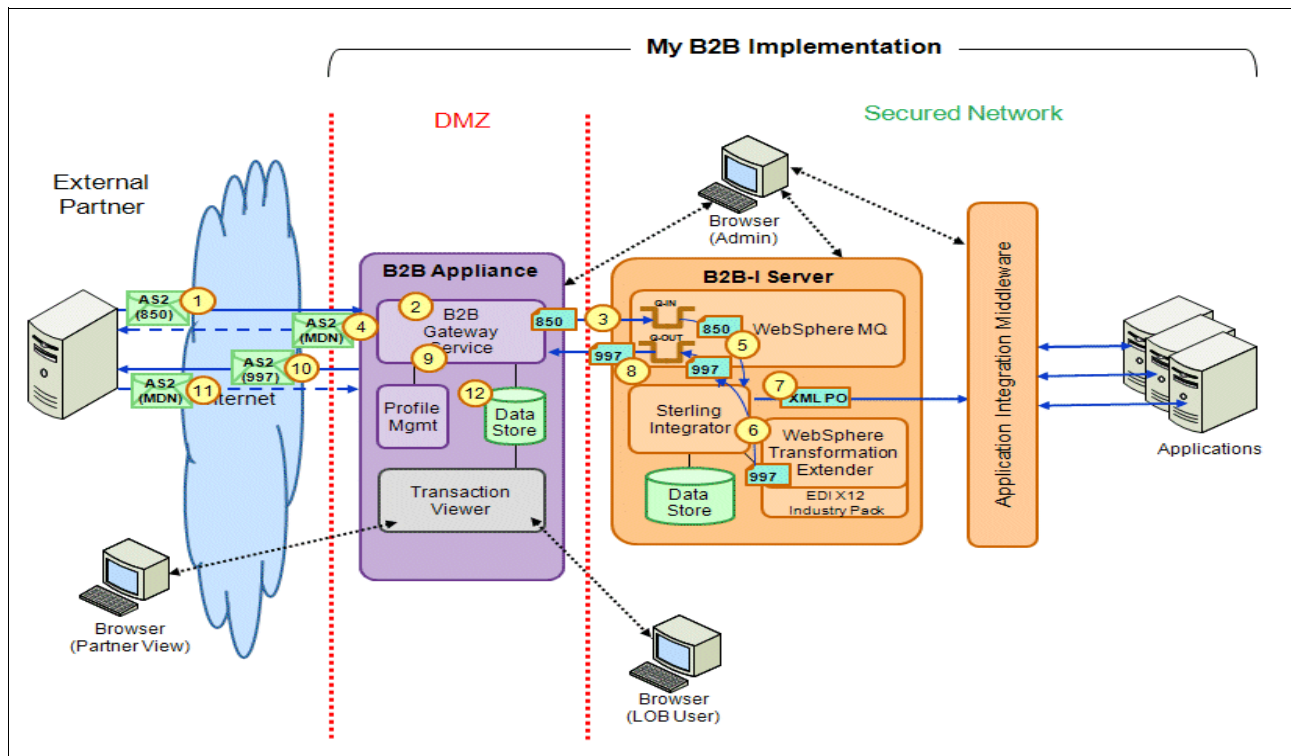 My B2B Implementation
DMZ
Secured Network
External
Partner
Browser
(Admin)
B2B Appliance
B2B-I Server
AS2
(850)
1
2
B2B
Gateway
Service
AS2
(MDN)
4
850
3
Q-IN
850
WebSphere MQ
Q-OUT
5
997
997
8
9
AS2
(997)
10
AS2
(MDN)
11
nternet
12
Profile
Mgmt
Data
Store
7
XML PO
Sterling
Integrator
6
WebSphere
Transformation
Extender
997
EDI X12
Industry Pack
Data
Store
Transaction
Viewer
Application Integration Middleware
Applications
Browser
(Partner View)
Browser
(LOB User)